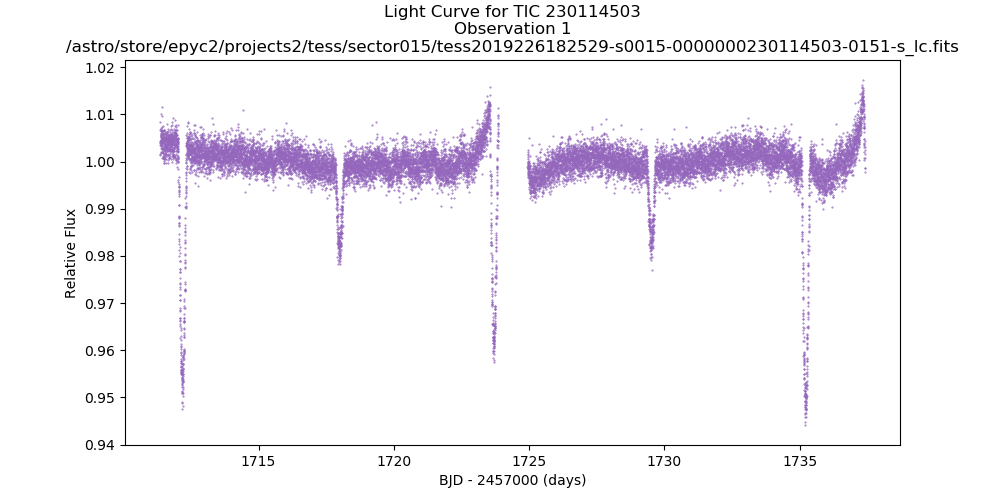 Light Curve for TIC 230114503
Observation 1
/astro/store/epyc2/projects2/tess/sector015/tess2019226182529-s0015-0000000230114503-0151-s_lc.fits
1.02
1.01
1.00
0.99
0.98
0.97
0.96
0.95
0.94
Relative Flux
1715
1720
1725
1730
1735
BJD - 2457000 (days)